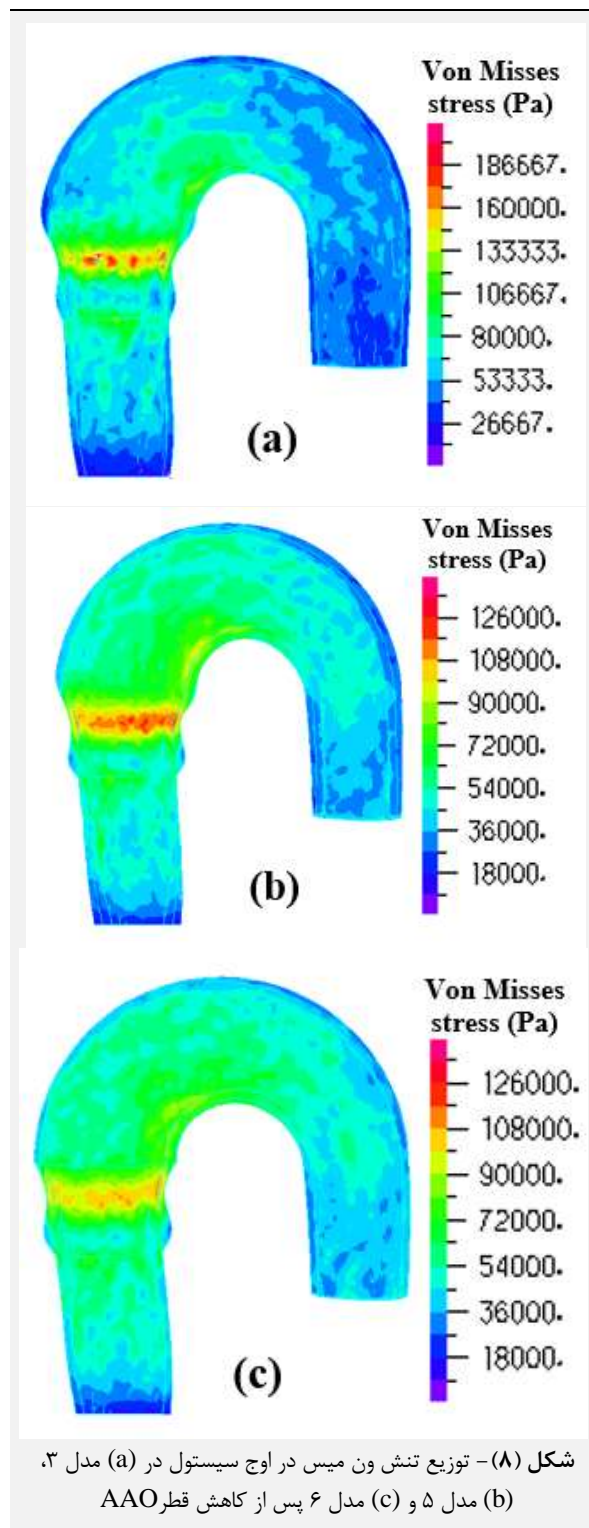 Von Misses
stress (Pa)
186667.
160000.
133333.
106667.
80000.
53333.
26667.
(a)
Von Misses
stress (Pa)
126000.
108000.
90000.
72000.
54000.
36000.
18000.
(b)
Von Misses
stress (Pa)
126000.
108000.
90000.
72000.
54000.
36000.
18000.
(c)
شکل (۸)- توزیع تنش ون میس در اوج سیستول در (a) مدل ۳،
(b) مدل ۵ و (c) مدل ۶ پس از کاهش قطرAAO